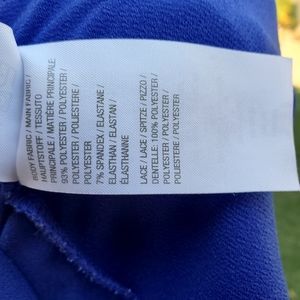 BODY FABRIC / MAIN FABRIC /
HAUPTSTOFF / TESSUTO
PRINCIPALE / MATIÈRE PRINCIPALE:
93% POLYESTER / POLYESTER /
POLYESTER / POLIESTERE /
POLYESTER
7% SPANDEX / ELASTANE /
ELASTHAN / ELASTAN /
ÉLASTHANNE
LACE / LACE / SPITZE / PIZZO /
DENTELLE: 100% POLYESTER /
POLYESTER / POLYESTER /
POLIESTERE / POLYESTER